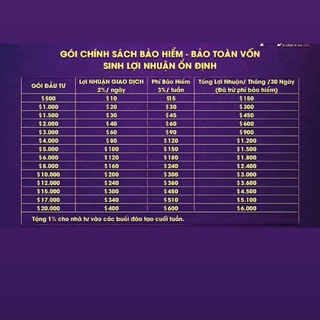 GÓI CHÍNH SÁCH BẢO HIỂM - BẢO TOÀN VỐN
SINH LỢI NHUẬN ỔN ĐỊNH
GÓI ĐẦU TƯ | Lợi NHUẬN GIAO DỊCH 2%/ ngày | Phí Bảo Hiểm 3%/ tuần | Tổng Lợi Nhuận/ Tháng /30 Ngày (Đã trừ phí bảo hiểm)
$500 $10 $15 $150
$1.000 $20 $30 $300
$1.500 $30 $45 $450
$2.000 $40 $60 $600
$3.000 $60 $90 $900
$4.000 $80 $120 $1.200
$5.000 $100 $150 $1.500
$6.000 $120 $180 $1.800
$8.000 $160 $240 $2.400
$10.000 $200 $300 $3.000
$12.000 $240 $360 $3.600
$15.000 $300 $450 $4.500
$17.000 $340 $510 $5.100
$20.000 $400 $600 $6.000
Tặng 1% cho nhà tư vào các buổi đào tạo cuối tuần.